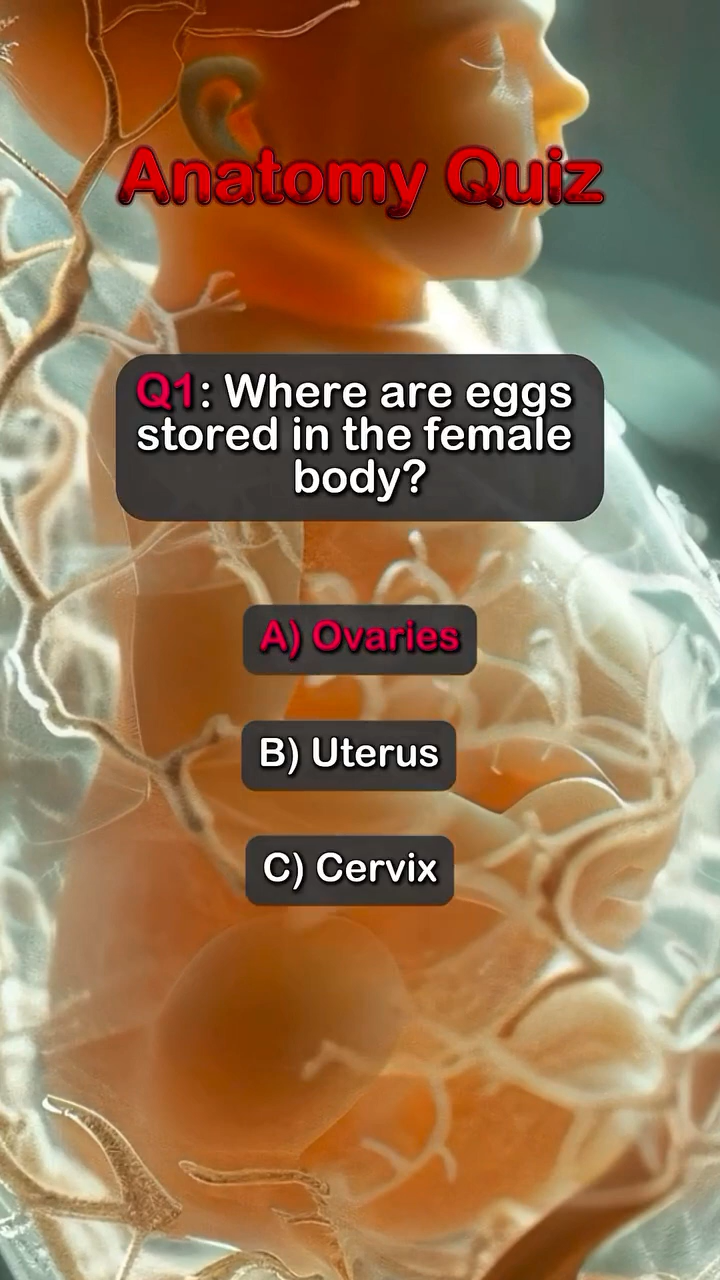 Anatomy Quiz
Q1: Where are eggs
stored in the female
body?
A) Ovaries
B) Uterus
C) Cervix